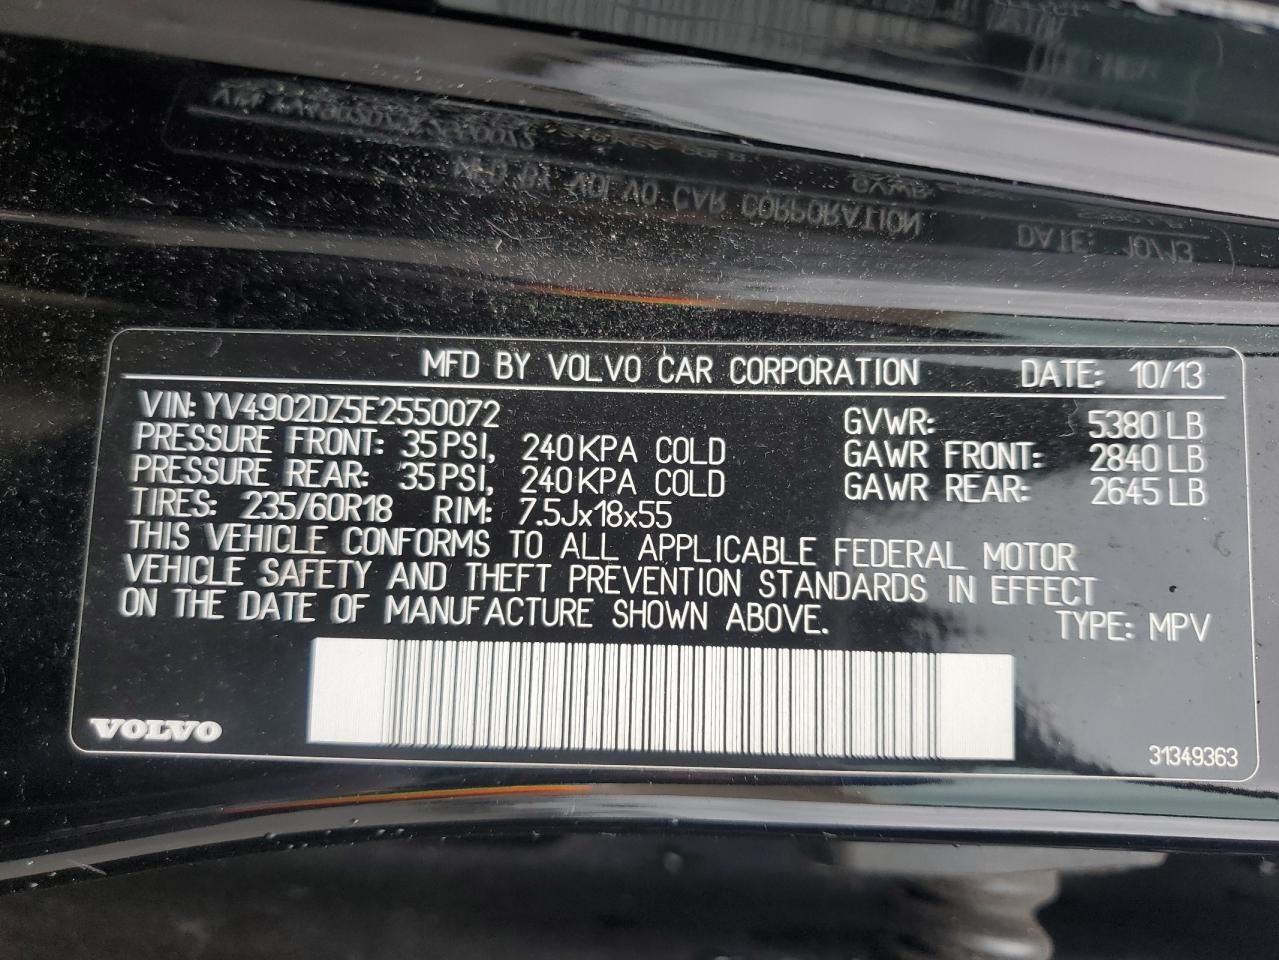 MFD BY VOLVO CAR CORPORATION DATE: 10/13
VIN: YV4902DZ5E2550072 GVWR: 5380 LB
PRESSURE FRONT: 35 PSI, 240 KPA COLD GAWR FRONT: 2840 LB
PRESSURE REAR: 35 PSI, 240 KPA COLD GAWR REAR: 2645 LB
TIRES: 235/60R18 RIM: 7.5Jx18x55
THIS VEHICLE CONFORMS TO ALL APPLICABLE FEDERAL MOTOR
VEHICLE SAFETY AND THEFT PREVENTION STANDARDS IN EFFECT
ON THE DATE OF MANUFACTURE SHOWN ABOVE. TYPE: MPV
VOLVO 31349363